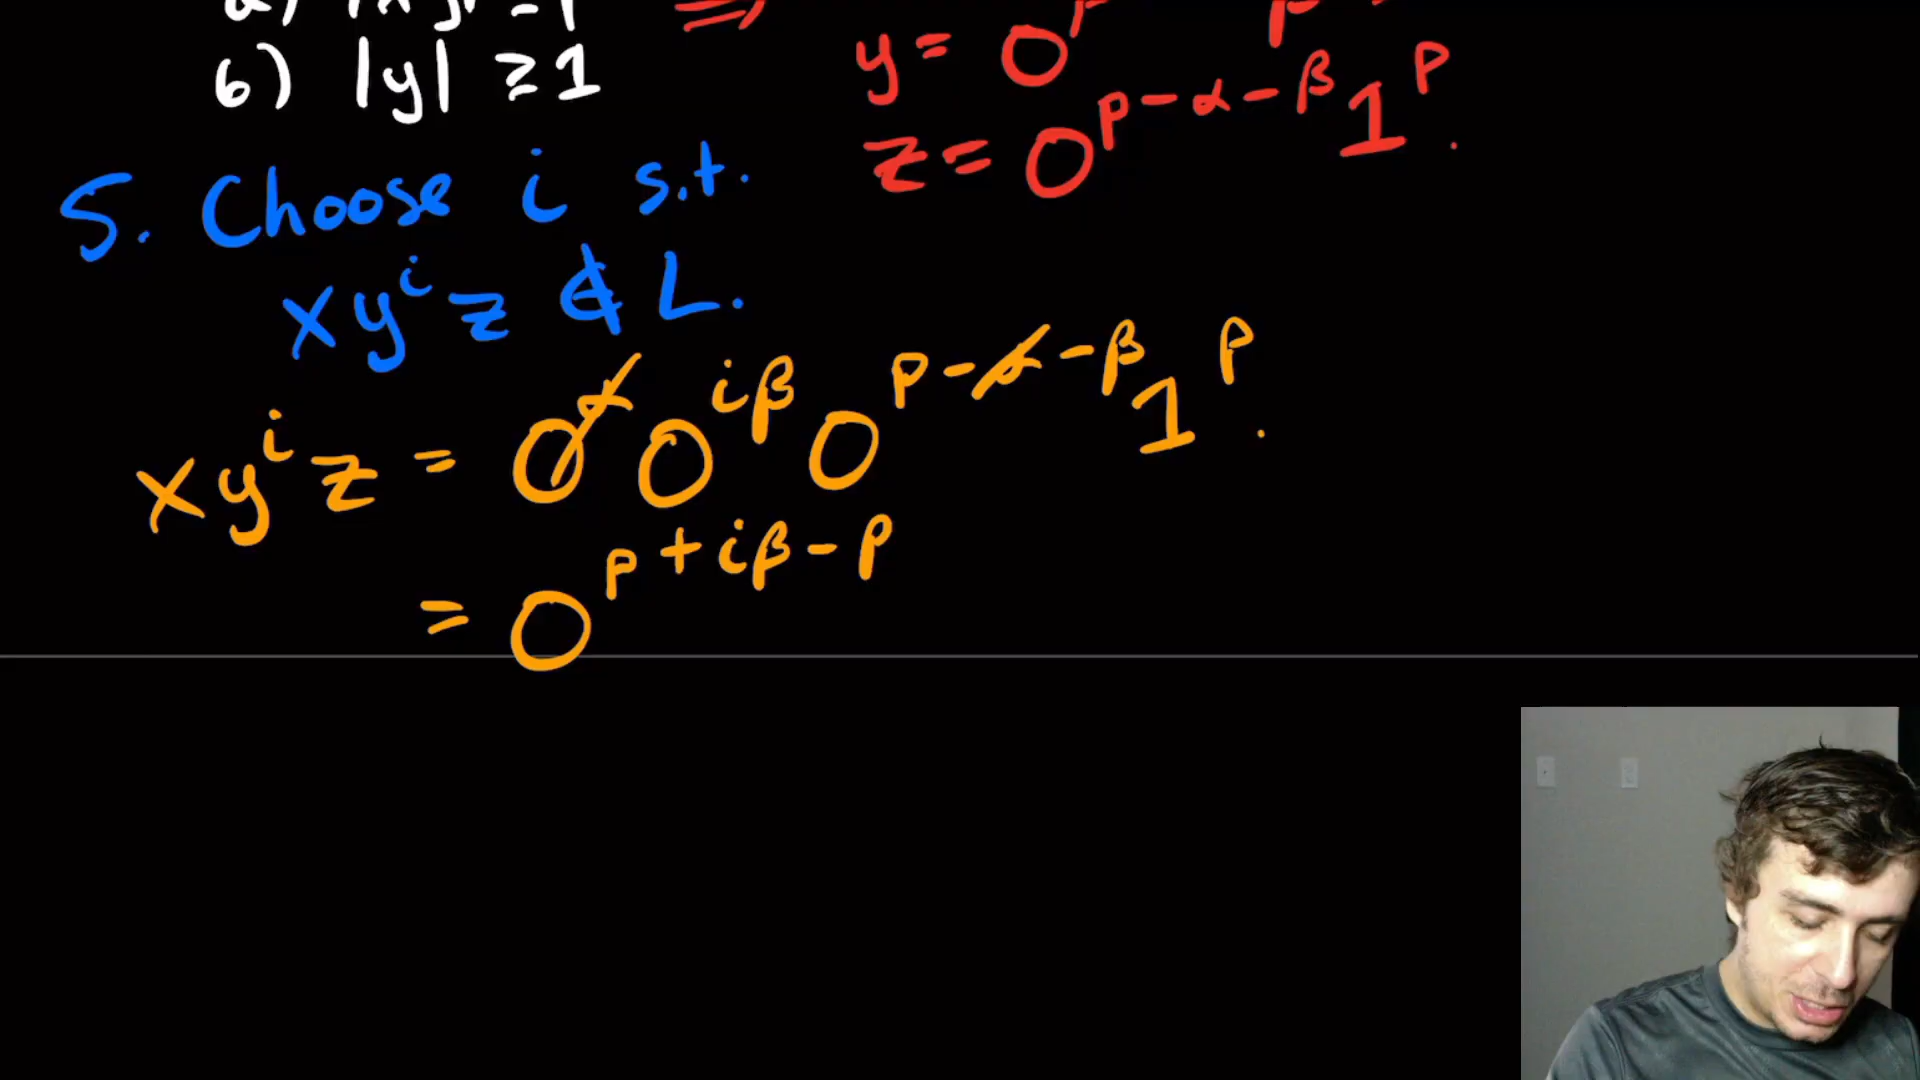 6) |y| ≥ 1
y = 0
z = 0^{p-α-β} 1^p.
5. Choose i s.t.
xy^i z ∉ L.
xy^i z = 0^α 0^{iβ} 0^{p-α-β} 1^p.
= 0^{p+iβ-β}